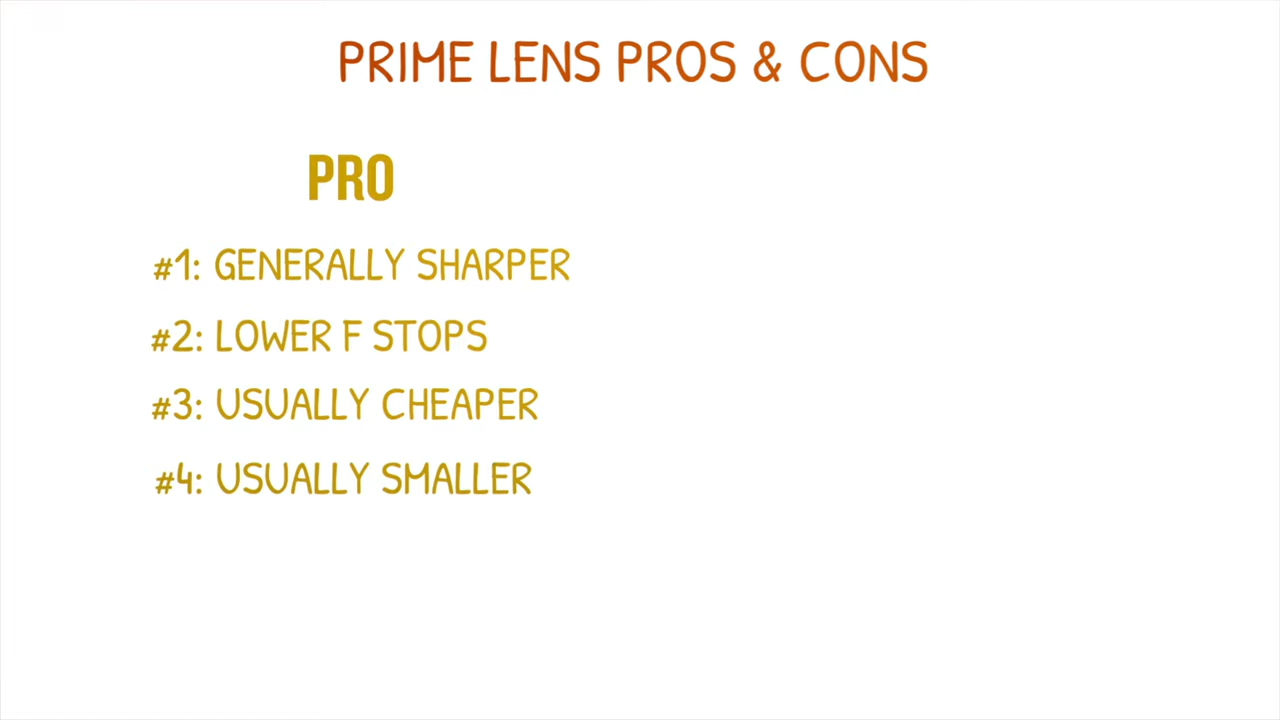 PRIME LENS PROS & CONS
PRO
#1: GENERALLY SHARPER
#2: LOWER F STOPS
#3: USUALLY CHEAPER
#4: USUALLY SMALLER